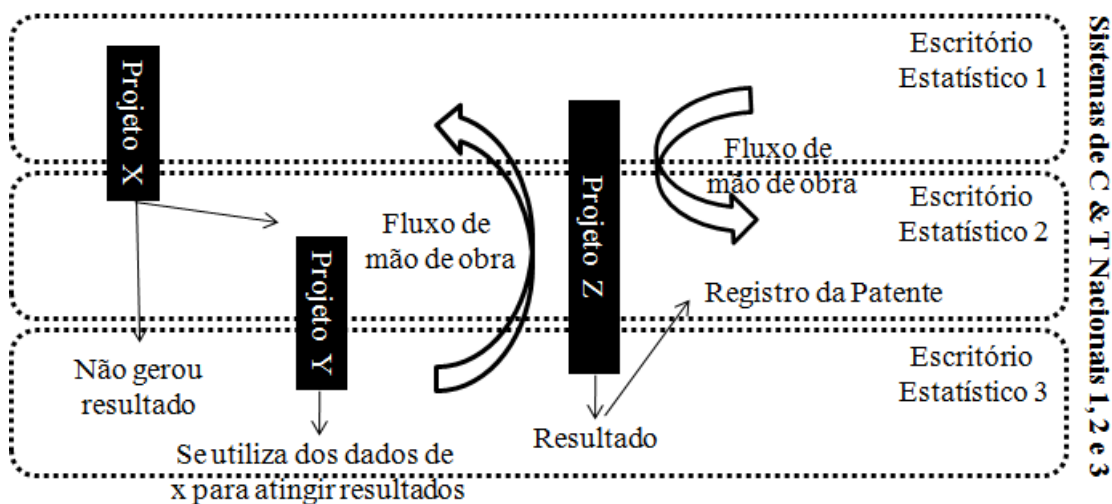 Escritório
Estatístico 1
Projeto X
Fluxo de
mão de obra
Projeto Z
Escritório
Estatístico 2
Fluxo de
mão de obra
Projeto Y
Registro da Patente
Escritório
Estatístico 3
Não gerou
resultado
Resultado
Se utiliza dos dados de
x para atingir resultados
Sistemas de C & T Nacionais 1, 2 e 3